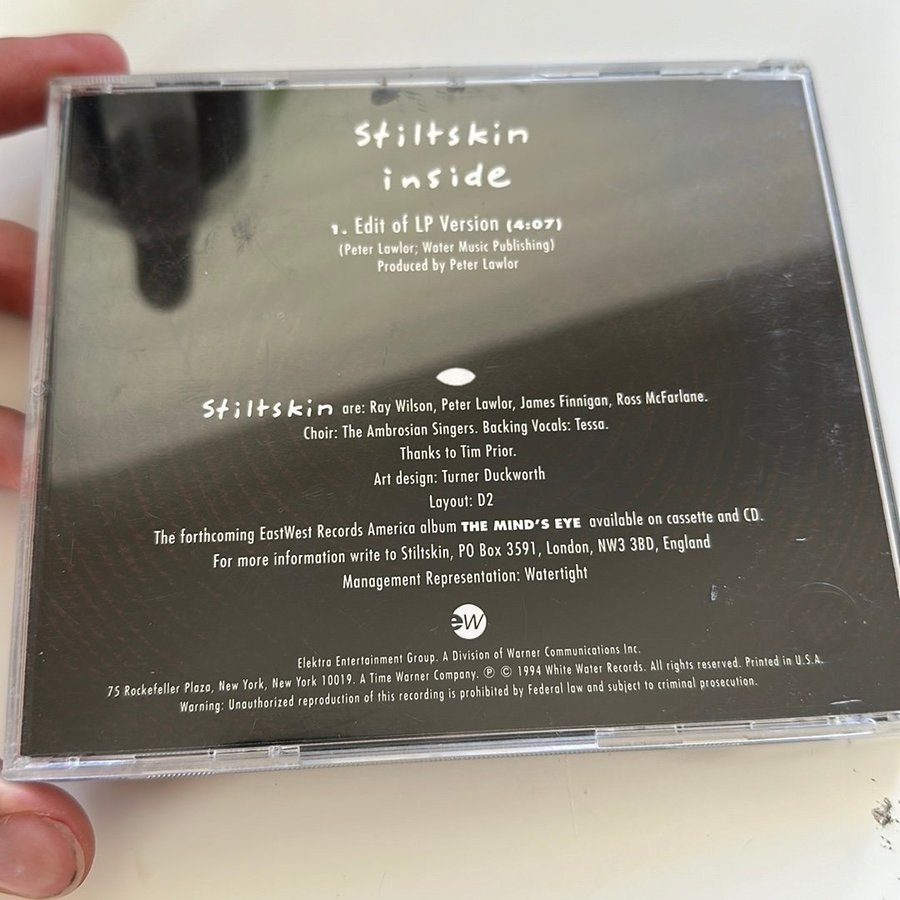 Stiltskin
inside
1. Edit of LP Version (4:07)
(Peter Lawlor; Water Music Publishing)
Produced by Peter Lawlor
Stiltskin are: Ray Wilson, Peter Lawlor, James Finnigan, Ross McFarlane.
Choir: The Ambrosian Singers. Backing Vocals: Tessa.
Thanks to Tim Prior.
Art design: Turner Duckworth
Layout: D2
The forthcoming EastWest Records America album THE MIND'S EYE available on cassette and CD.
For more information write to Stiltskin, PO Box 3591, London, NW3 3BD, England
Management Representation: Watertight
ew
Elektra Entertainment Group. A Division of Warner Communications Inc.
75 Rockefeller Plaza, New York, New York 10019. A Time Warner Company. ℗ © 1994 White Water Records. All rights reserved. Printed in U.S.A.
Warning: Unauthorized reproduction of this recording is prohibited by Federal law and subject to criminal prosecution.